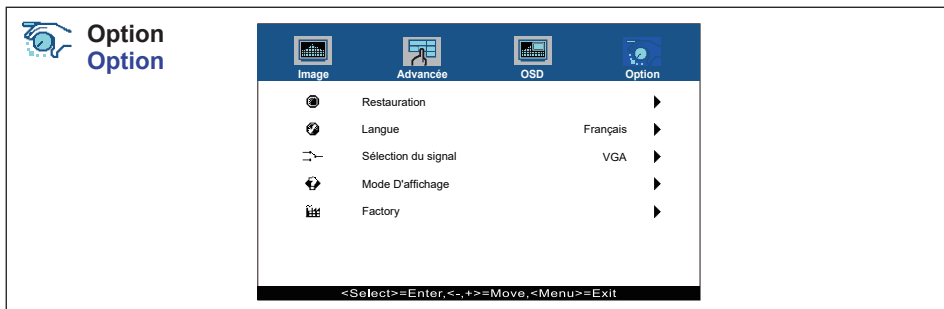 Option
Option
Image Advancée OSD Option
Restauration
Langue Français
Sélection du signal VGA
Mode D'affichage
Factory
<Select>=Enter,<-,+>=Move,<Menu>=Exit